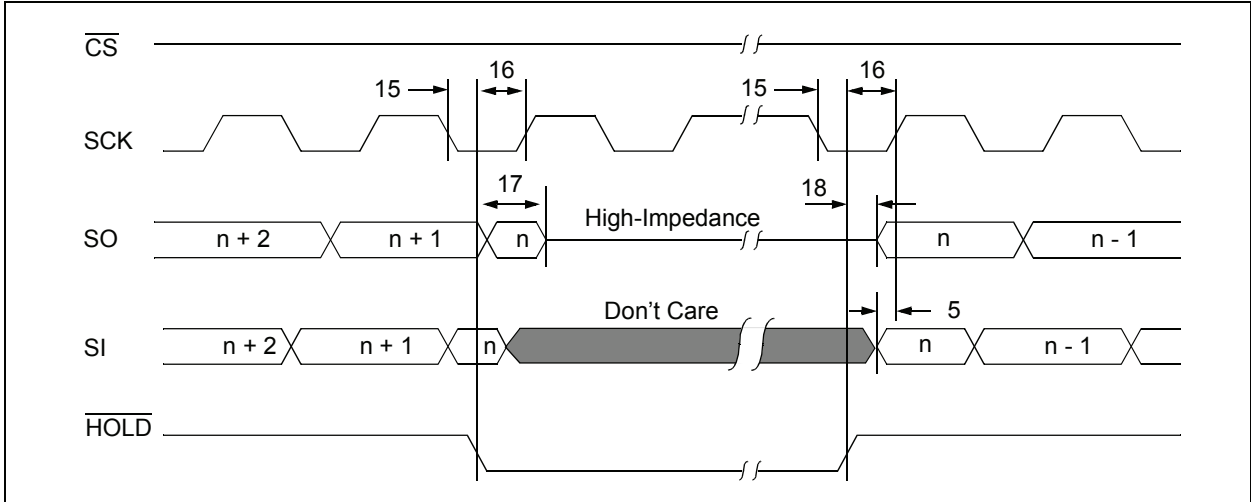 CS
16
16
15
15
SCK
17
18
High-Impedance
SO
n + 2
n + 1
n
n
n - 1
Don't Care
5
SI
n + 2
n + 1
n
n
n - 1
HOLD